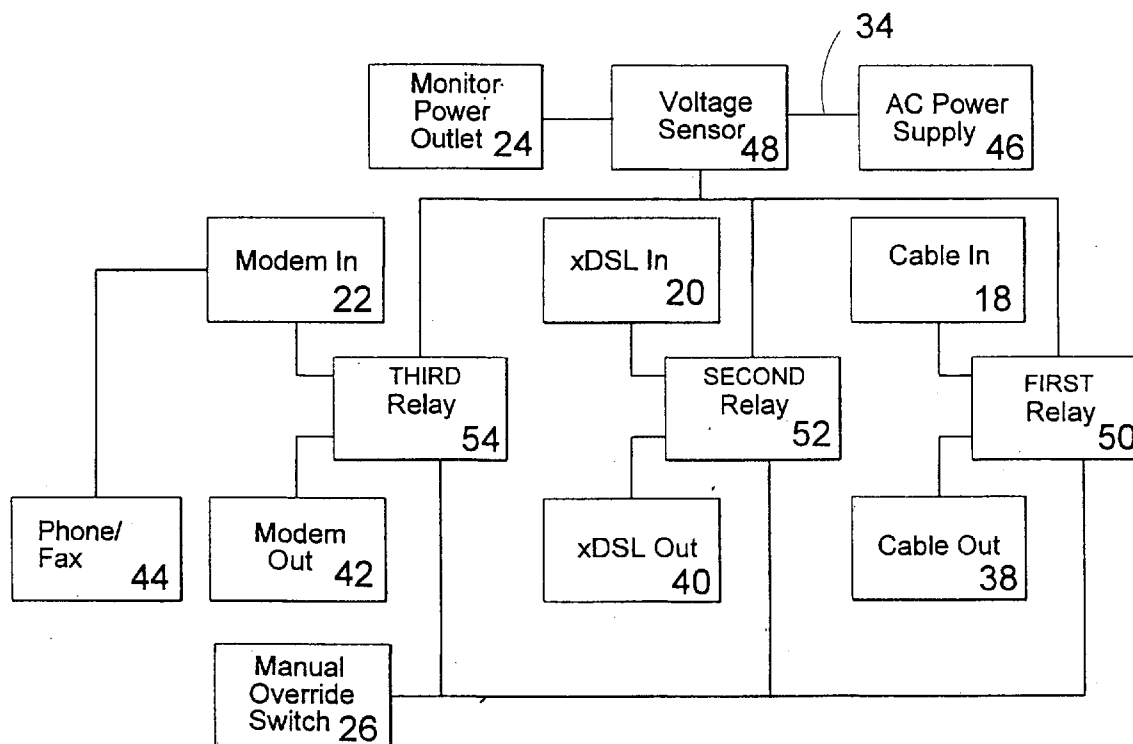 34
Monitor
Power
Outlet 24
Voltage
Sensor 48
AC Power
Supply 46
Modem In
22
xDSL In
20
Cable In
18
THIRD
Relay
54
SECOND
Relay
52
FIRST
Relay
50
Phone/
Fax
44
Modem
Out
42
xDSL Out
40
Cable Out
38
Manual
Override
Switch 26